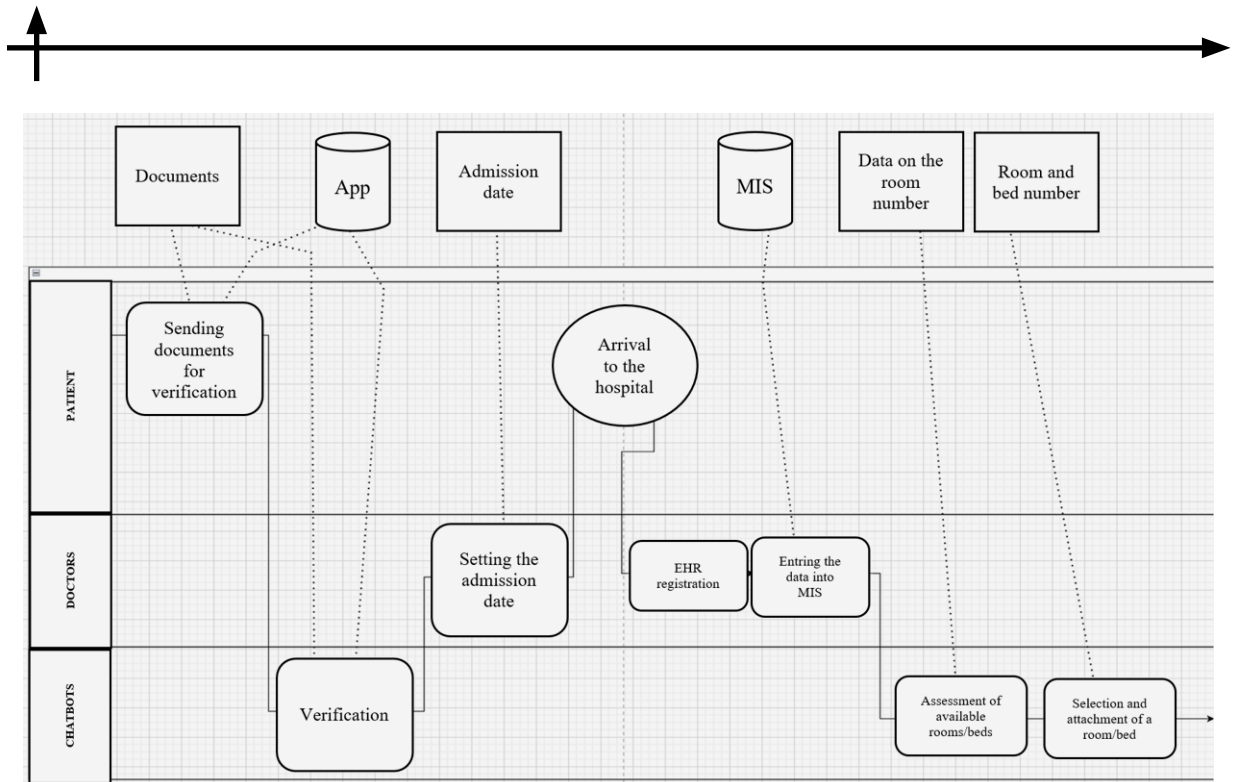 Documents
App
Admission
date
MIS
Data on the
room
number
Room and
bed number
PATIENT
Sending
documents
for
verification
Arrival
to the
hospital
DOCTORS
Setting the
admission
date
EHR
registration
Entring the
data into
MIS
CHATBOTS
Verification
Assessment of
available
rooms/beds
Selection and
attachment of a
room/bed